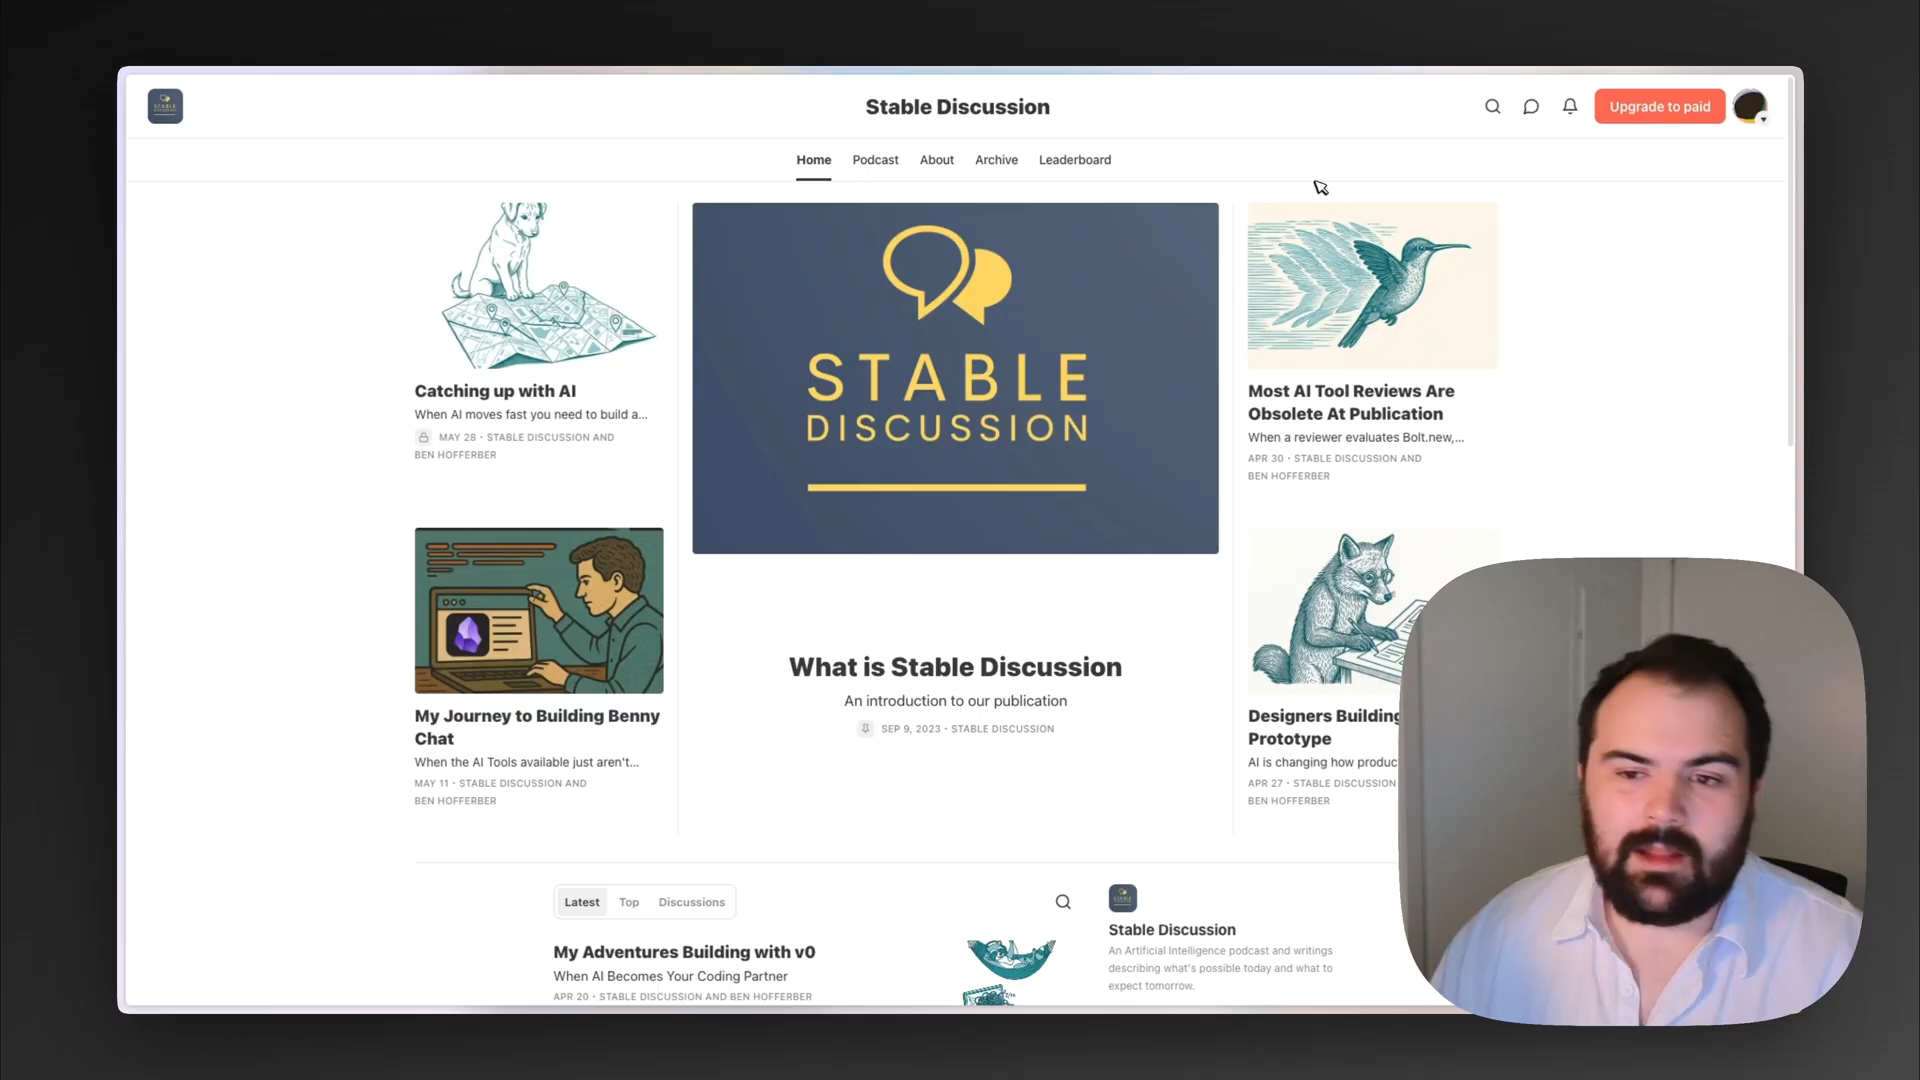 Stable Discussion
Upgrade to paid
Home
Podcast
About
Archive
Leaderboard
Catching up with AI
When AI moves fast you need to build a...
MAY 28 · STABLE DISCUSSION AND
BEN HOFFERBER
My Journey to Building Benny
Chat
When the AI Tools available just aren't...
MAY 11 · STABLE DISCUSSION AND
BEN HOFFERBER
STABLE
DISCUSSION
What is Stable Discussion
An introduction to our publication
SEP 9, 2023 · STABLE DISCUSSION
Most AI Tool Reviews Are
Obsolete At Publication
When a reviewer evaluates Bolt.new,...
APR 30 · STABLE DISCUSSION AND
BEN HOFFERBER
Designers Building
Prototype
AI is changing how
APR 27 · STABLE DISCUSSION
BEN HOFFERBER
Latest
Top
Discussions
My Adventures Building with v0
When AI Becomes Your Coding Partner
APR 20 · STABLE DISCUSSION AND BEN HOFFERBER
Stable Discussion
An Artificial Intelligence podcast and writings
describing what's possible today and what to
expect tomorrow.